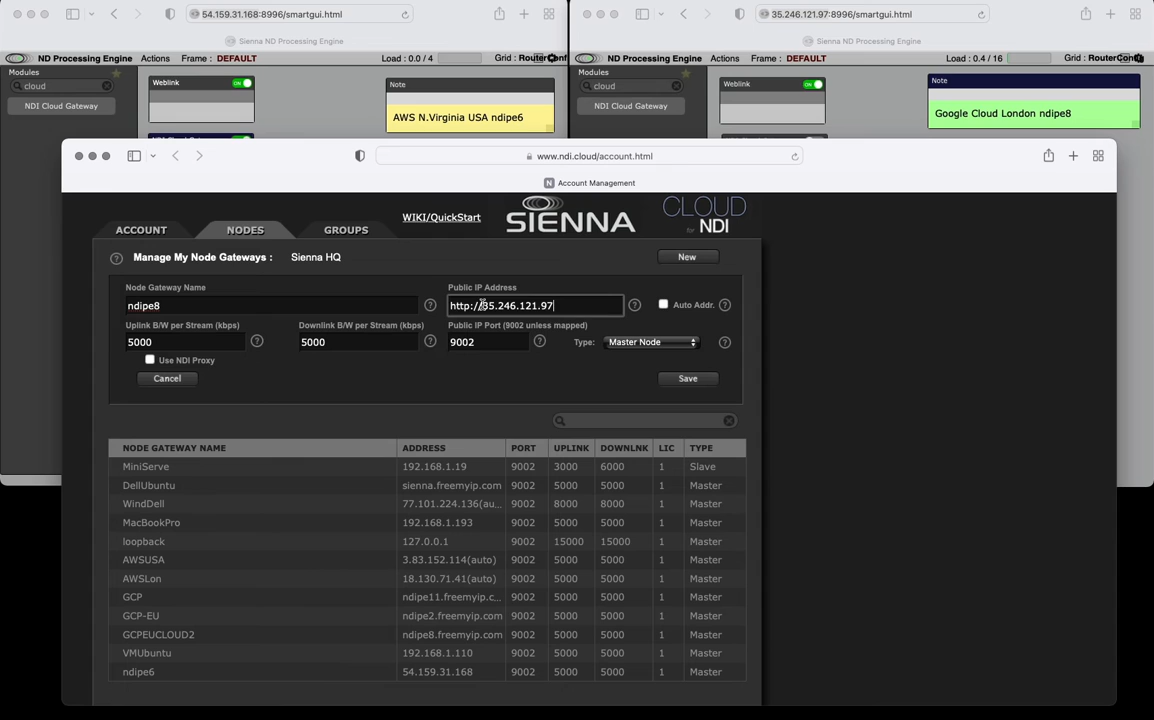 54.159.31.168:8996/smartgui.html
35.246.121.97:8996/smartgui.html
Sienna ND Processing Engine
Sienna ND Processing Engine
ND Processing Engine Actions Frame : DEFAULT Load : 0.0 / 4 Grid :
ND Processing Engine Actions Frame : DEFAULT Load : 0.4 / 16 Grid :
Modules
cloud
NDI Cloud Gateway
Weblink ON
Note
AWS N.Virginia USA ndipe6
Modules
cloud
NDI Cloud Gateway
Weblink ON
Note
Google Cloud London ndipe8
www.ndi.cloud/account.html
N Account Management
ACCOUNT NODES GROUPS WIKI/QuickStart SIENNA CLOUD for NDI
? Manage My Node Gateways : Sienna HQ New
Node Gateway Name Public IP Address
ndipe8 ? http://35.246.121.97 ? Auto Addr. ?
Uplink B/W per Stream (kbps) Downlink B/W per Stream (kbps) Public IP Port (9002 unless mapped)
5000 ? 5000 ? 9002 ? Type: Master Node ?
Use NDI Proxy
Cancel Save
NODE GATEWAY NAME ADDRESS PORT UPLINK DOWNLNK LIC TYPE
MiniServe 192.168.1.19 9002 3000 6000 1 Slave
DellUbuntu sienna.freemyip.com 9002 5000 5000 1 Master
WindDell 77.101.224.136(au... 9002 8000 8000 1 Master
MacBookPro 192.168.1.193 9002 5000 5000 1 Master
loopback 127.0.0.1 9002 15000 15000 1 Master
AWSUSA 3.83.152.114(auto) 9002 5000 5000 1 Master
AWSLon 18.130.71.41(auto) 9002 5000 5000 1 Master
GCP ndipe11.freemyip.c... 9002 5000 5000 1 Master
GCP-EU ndipe2.freemyip.com 9002 5000 5000 1 Master
GCPEUCLOUD2 ndipe8.freemyip.com 9002 5000 5000 1 Master
VMUbuntu 192.168.1.110 9002 5000 5000 1 Master
ndipe6 54.159.31.168 9002 5000 5000 1 Master